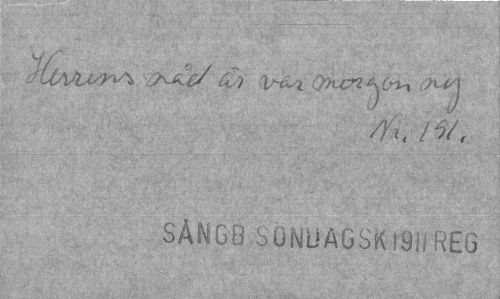 Herrens nåd är var morgon ny
Nr. 191.
SÅNGB SÖNDAGSK 1911 REG